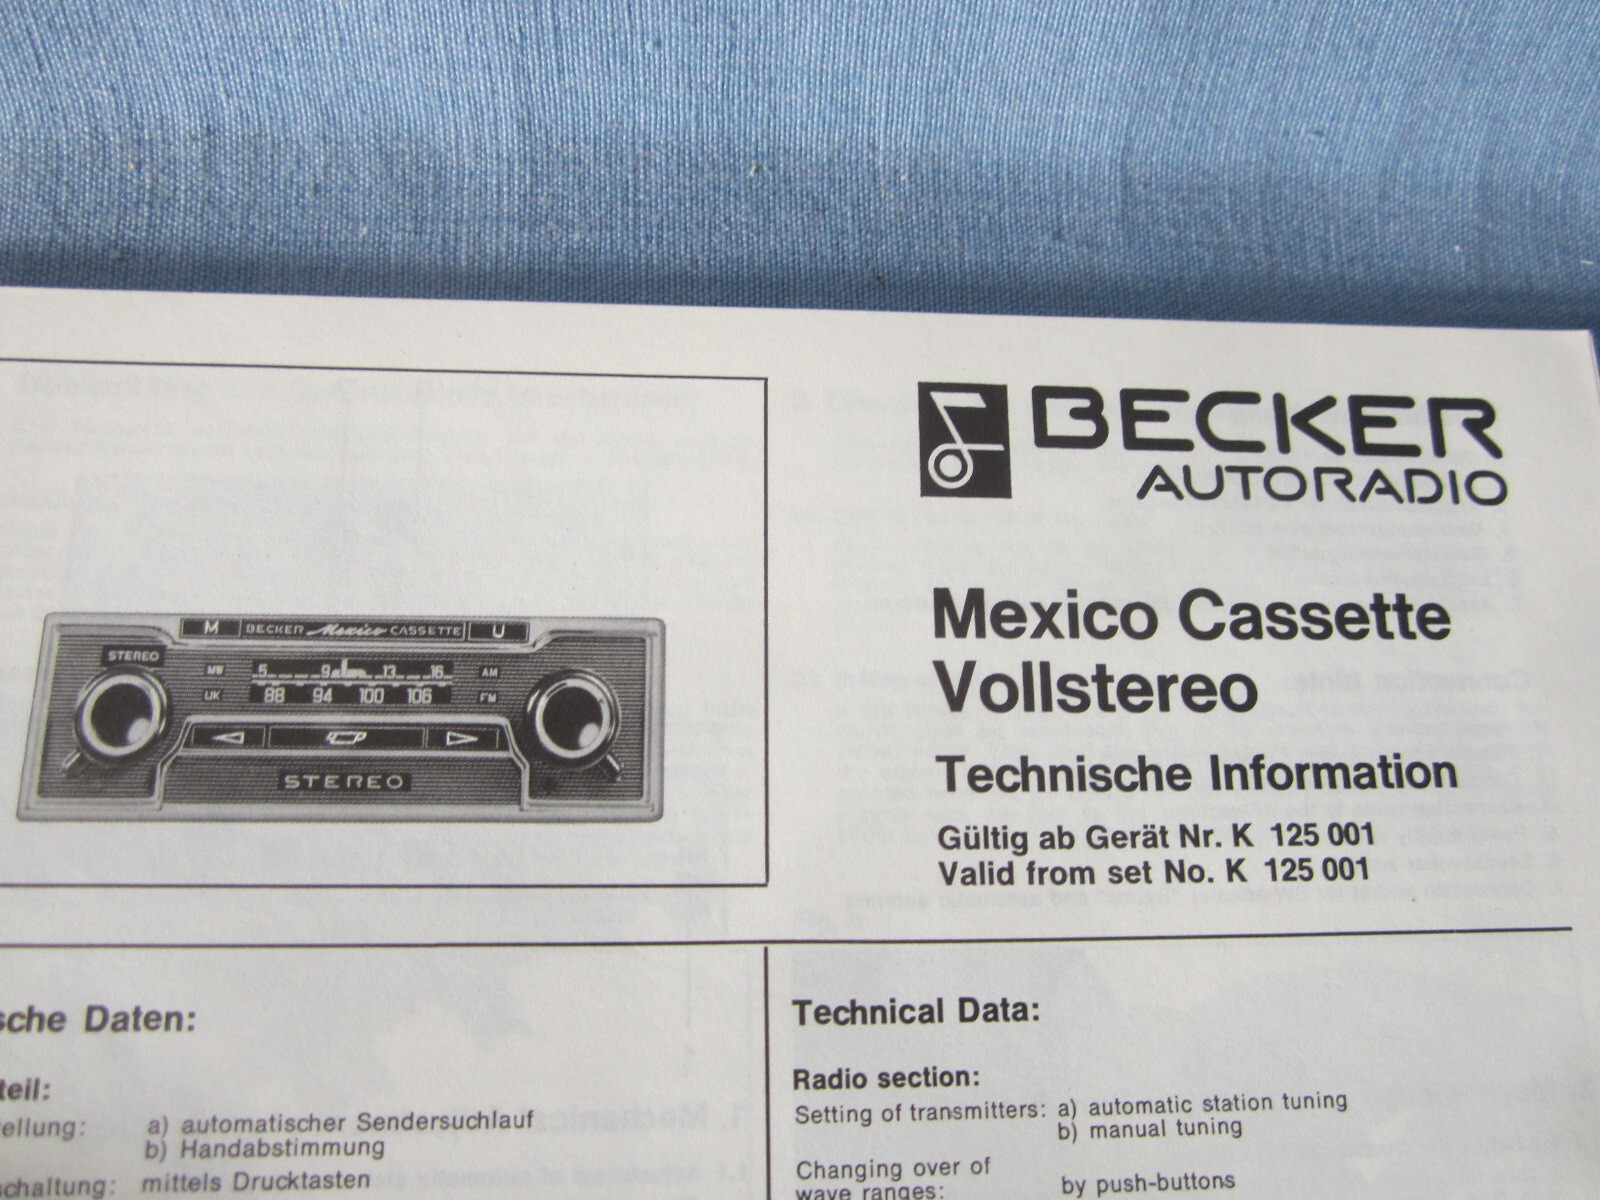 BECKER
AUTORADIO
Mexico Cassette
Vollstereo
Technische Information
Gültig ab Gerät Nr. K 125 001
Valid from set No. K 125 001
M BECKER Mexico CASSETTE U
STEREO
MW 5 9 13 16 AM
UK 88 94 100 106 FM
STEREO
sche Daten:
teil:
ellung: a) automatischer Sendersuchlauf
b) Handabstimmung
schaltung: mittels Drucktasten
Technical Data:
Radio section:
Setting of transmitters: a) automatic station tuning
b) manual tuning
Changing over of
wave ranges: by push-buttons